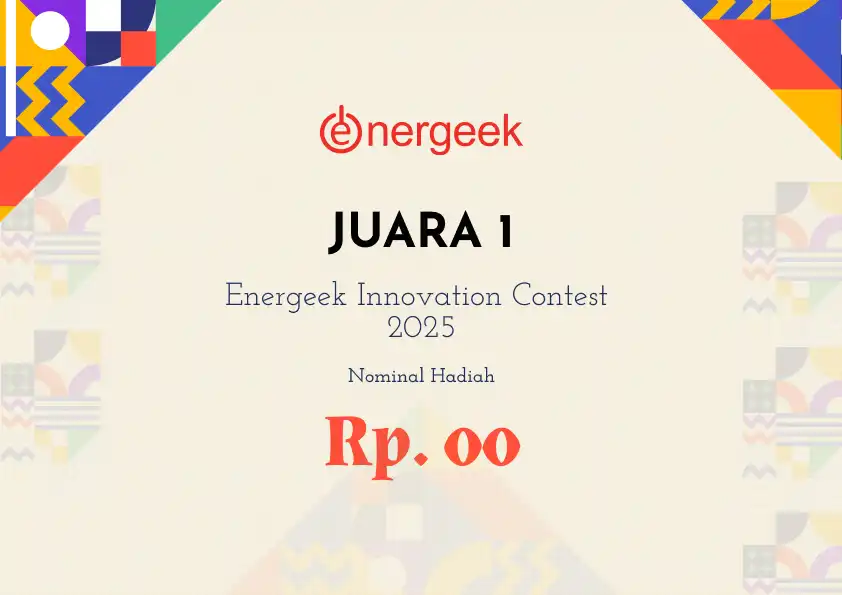 energeek
JUARA 1
Energeek Innovation Contest
2025
Nominal Hadiah
Rp. 00